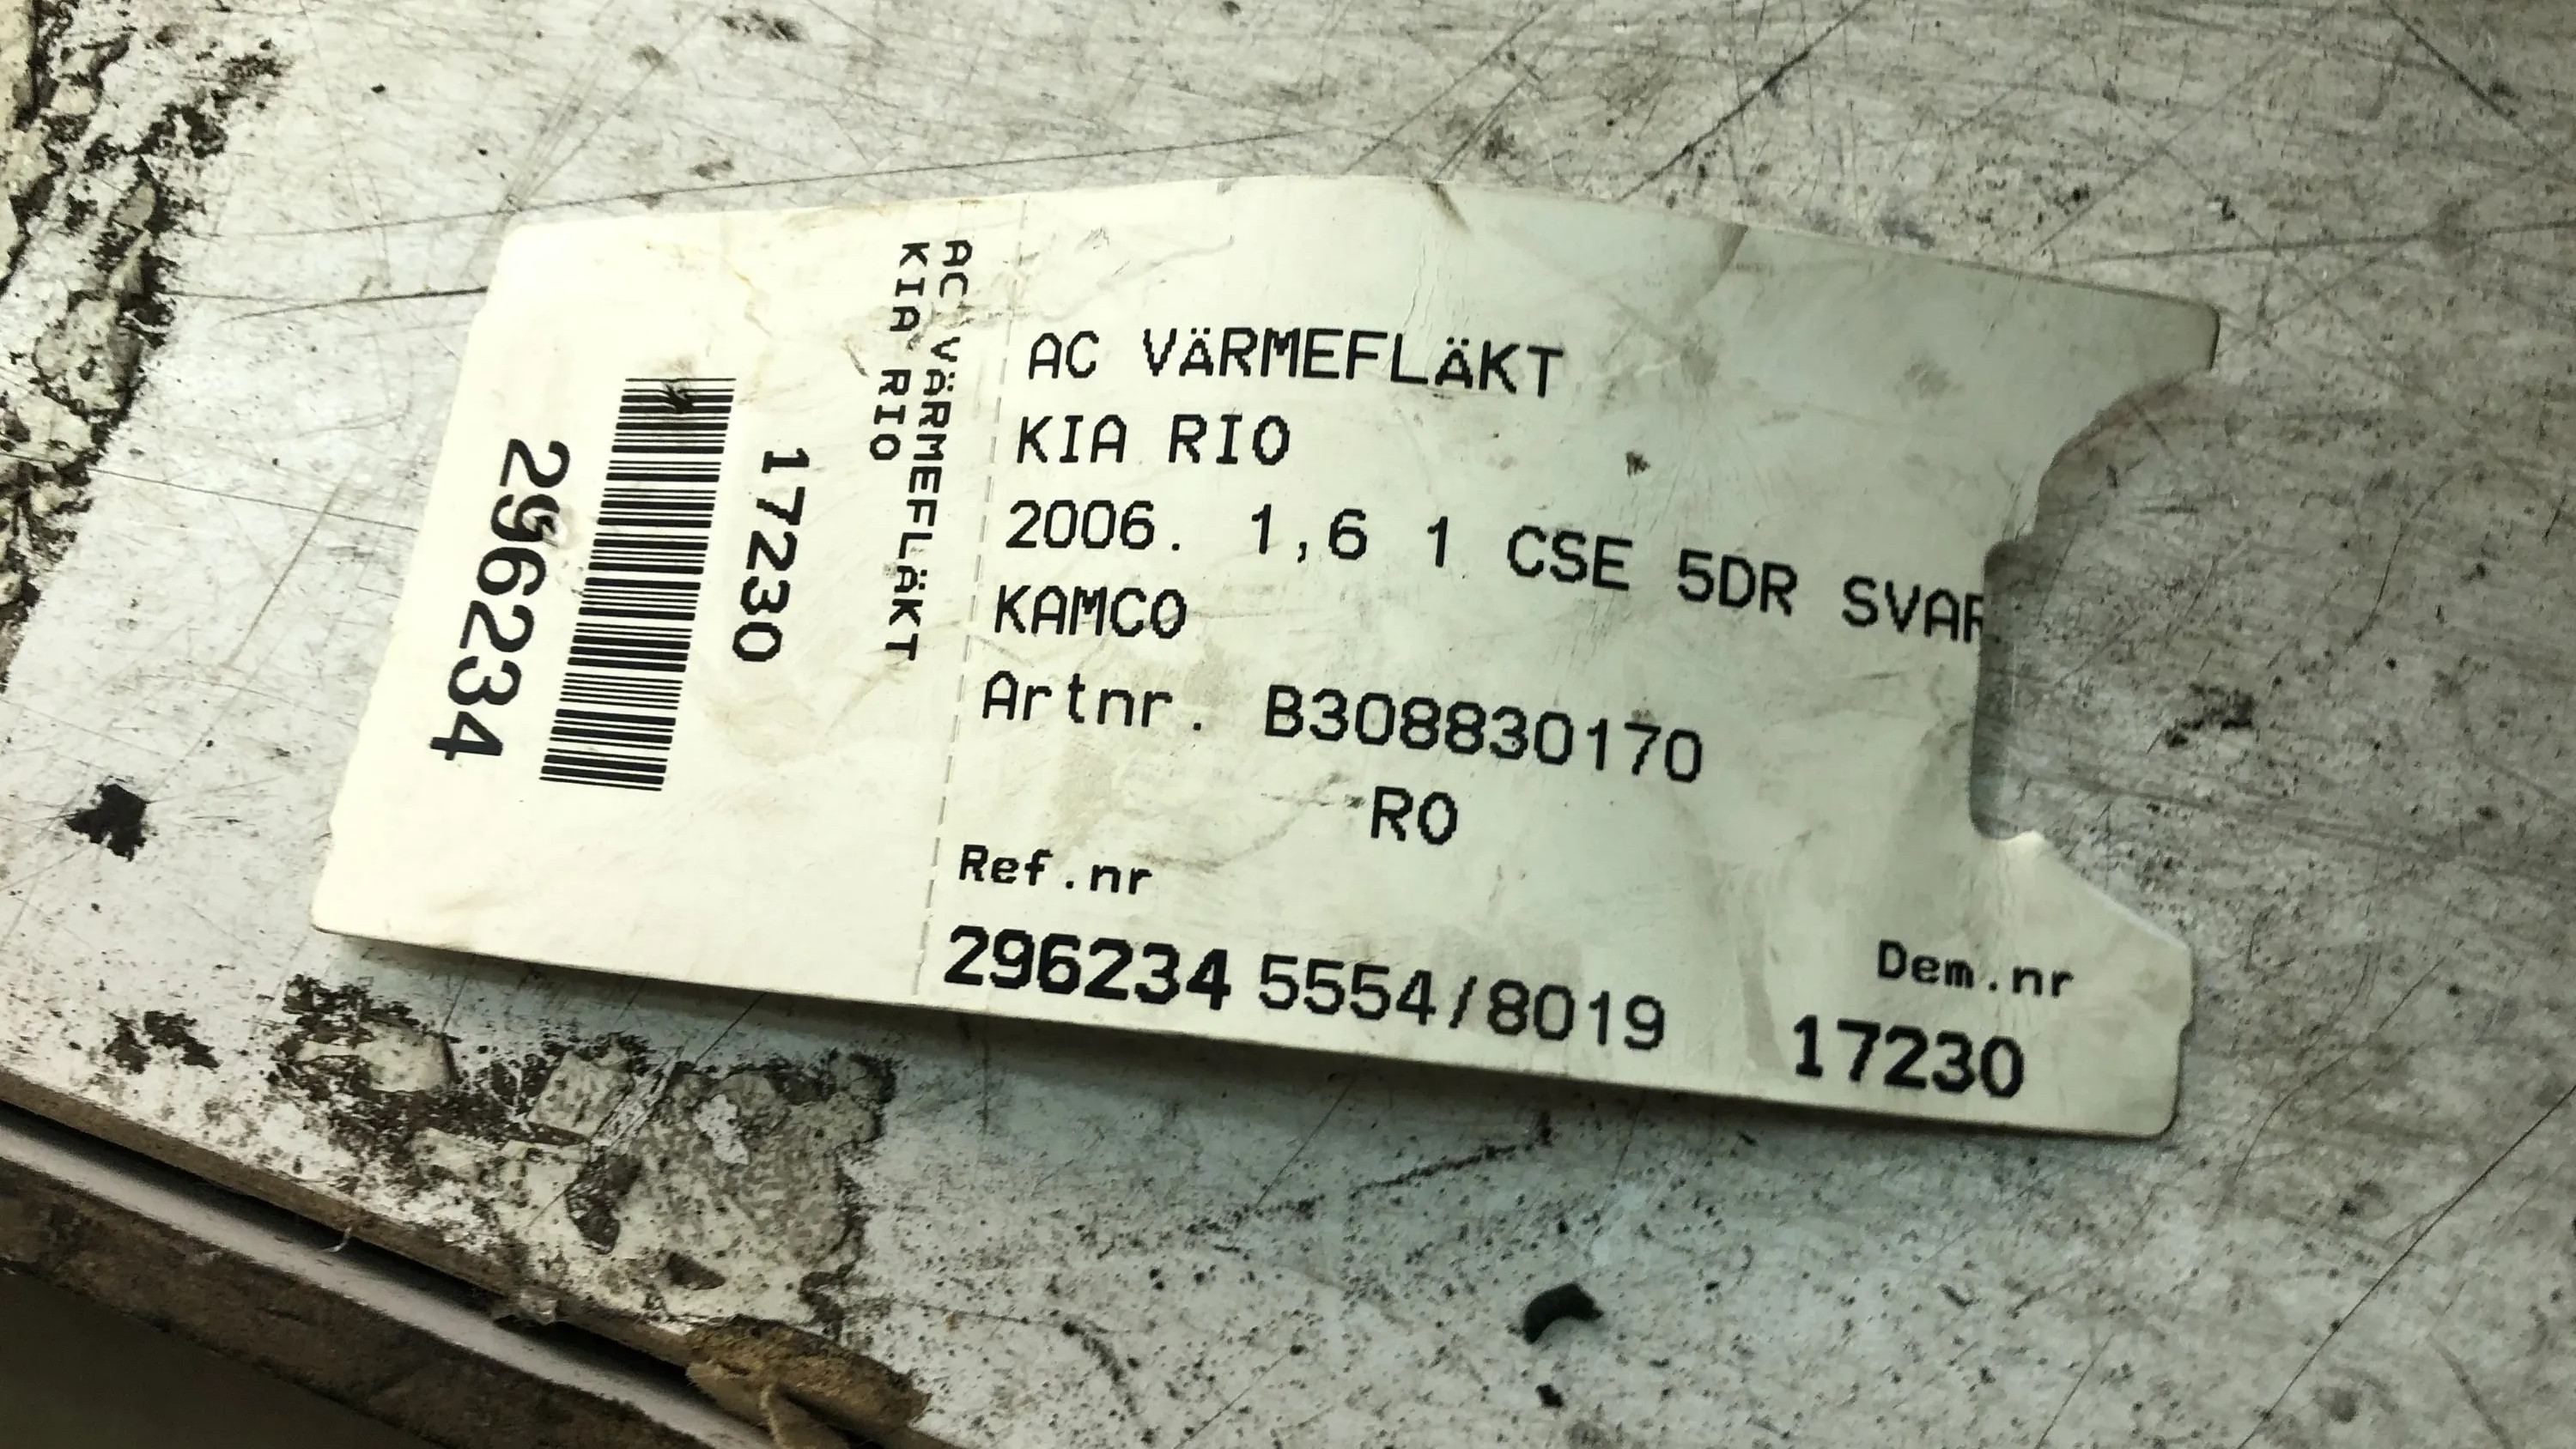 AC VÄRMEFLÄKT
KIA RIO
17230
296234
AC VÄRMEFLÄKT
KIA RIO
2006. 1,6 1 CSE 5DR
KAMCO
Artnr. B308830170
RO
Ref.nr
296234 5554/8019
Dem.nr
17230